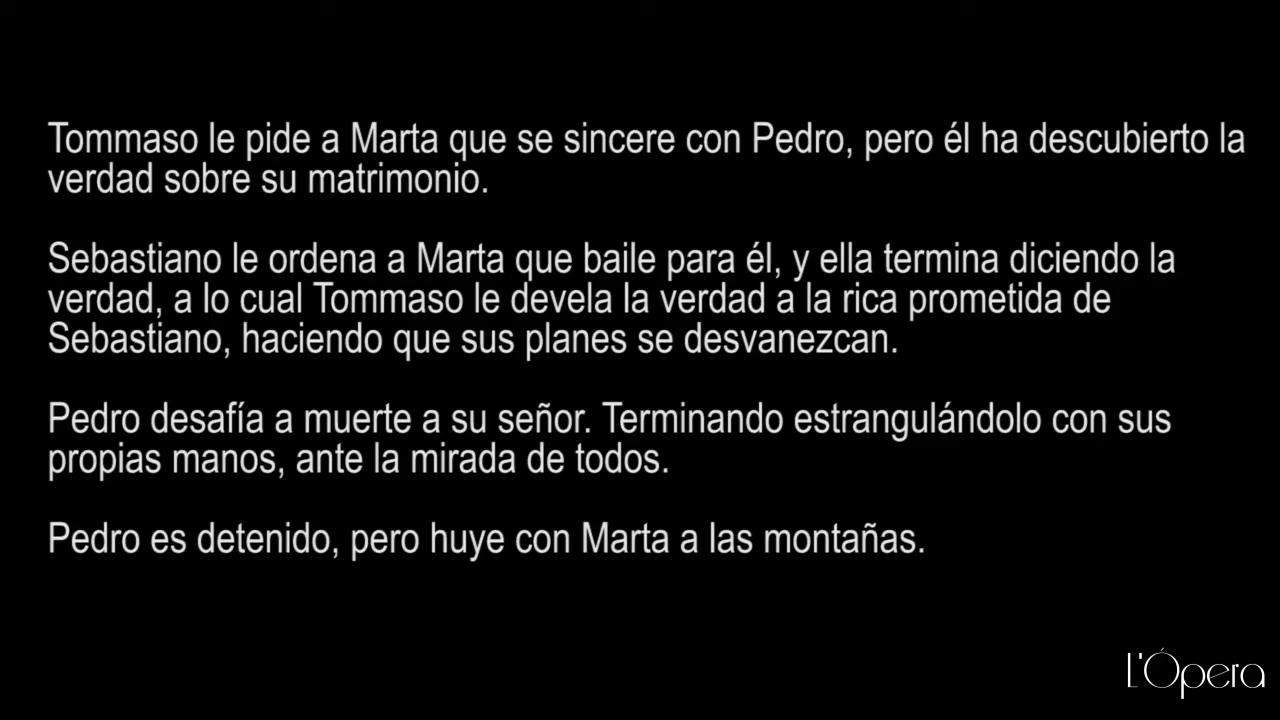 Tommaso le pide a Marta que se sincere con Pedro, pero él ha descubierto la
verdad sobre su matrimonio.
Sebastiano le ordena a Marta que baile para él, y ella termina diciendo la
verdad, a lo cual Tommaso le devela la verdad a la rica prometida de
Sebastiano, haciendo que sus planes se desvanezcan.
Pedro desafía a muerte a su señor. Terminando estrangulándolo con sus
propias manos, ante la mirada de todos.
Pedro es detenido, pero huye con Marta a las montañas.
L'Ópera